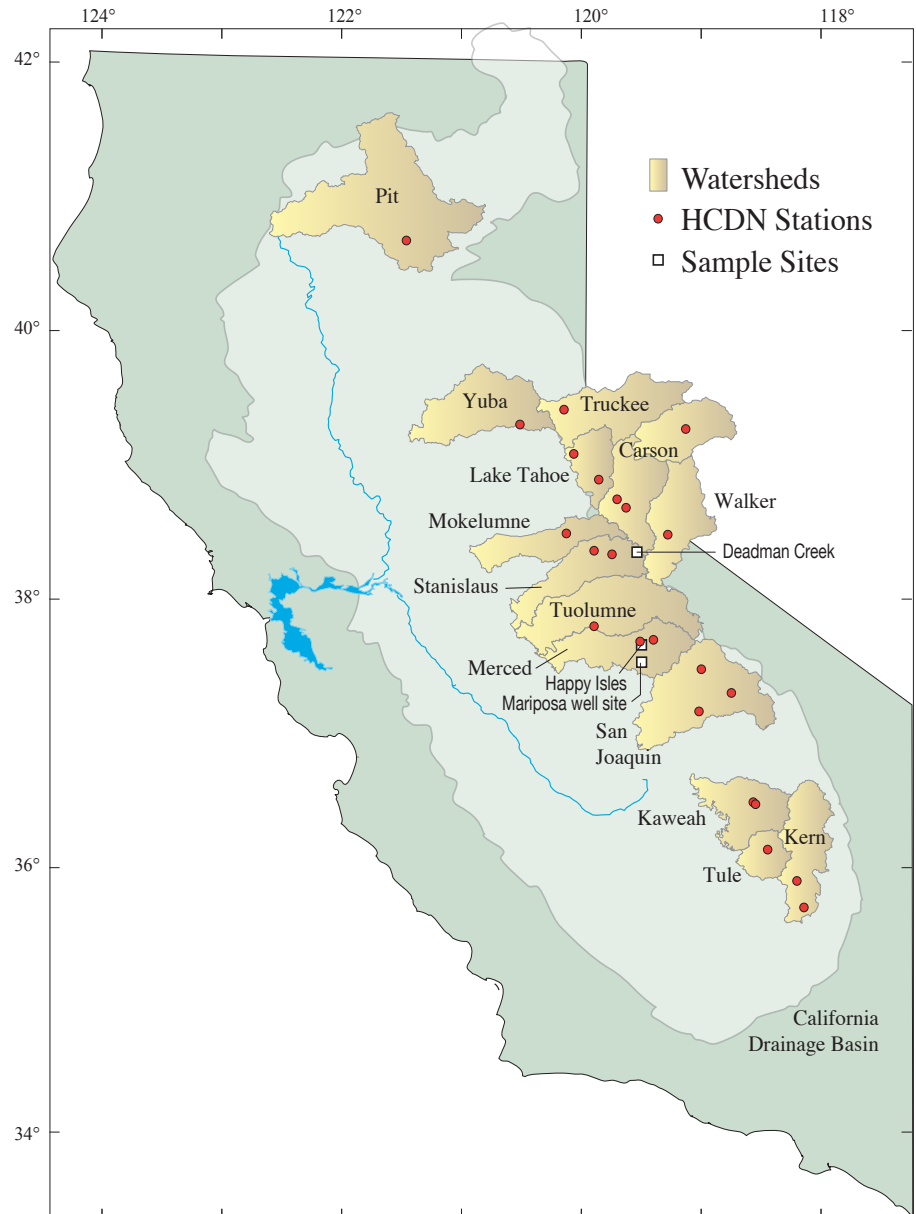 124°
122°
120°
118°
42°
Pit
Watersheds
HCDN Stations
Sample Sites
40°
Yuba
Truckee
Carson
Lake Tahoe
Walker
Mokelumne
Deadman Creek
Stanislaus
38°
Tuolumne
Merced
Happy Isles
Mariposa well site
San
Joaquin
Kaweah
Kern
36°
Tule
California
Drainage Basin
34°